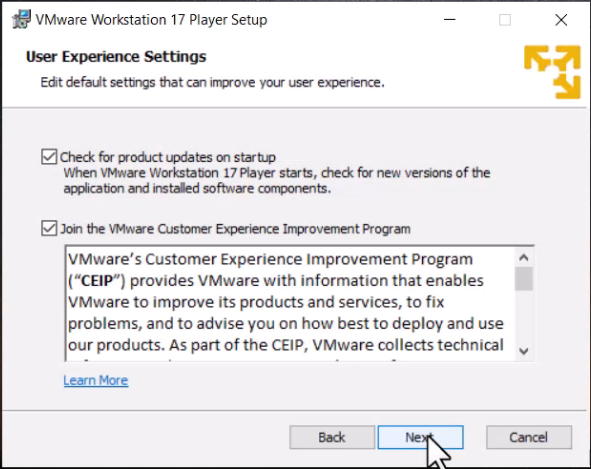 VMware Workstation 17 Player Setup
User Experience Settings
Edit default settings that can improve your user experience.
Check for product updates on startup
When VMware Workstation 17 Player starts, check for new versions of the
application and installed software components.
Join the VMware Customer Experience Improvement Program
VMware's Customer Experience Improvement Program
("CEIP") provides VMware with information that enables
VMware to improve its products and services, to fix
problems, and to advise you on how best to deploy and use
our products. As part of the CEIP, VMware collects technical
Learn More
Back Next Cancel